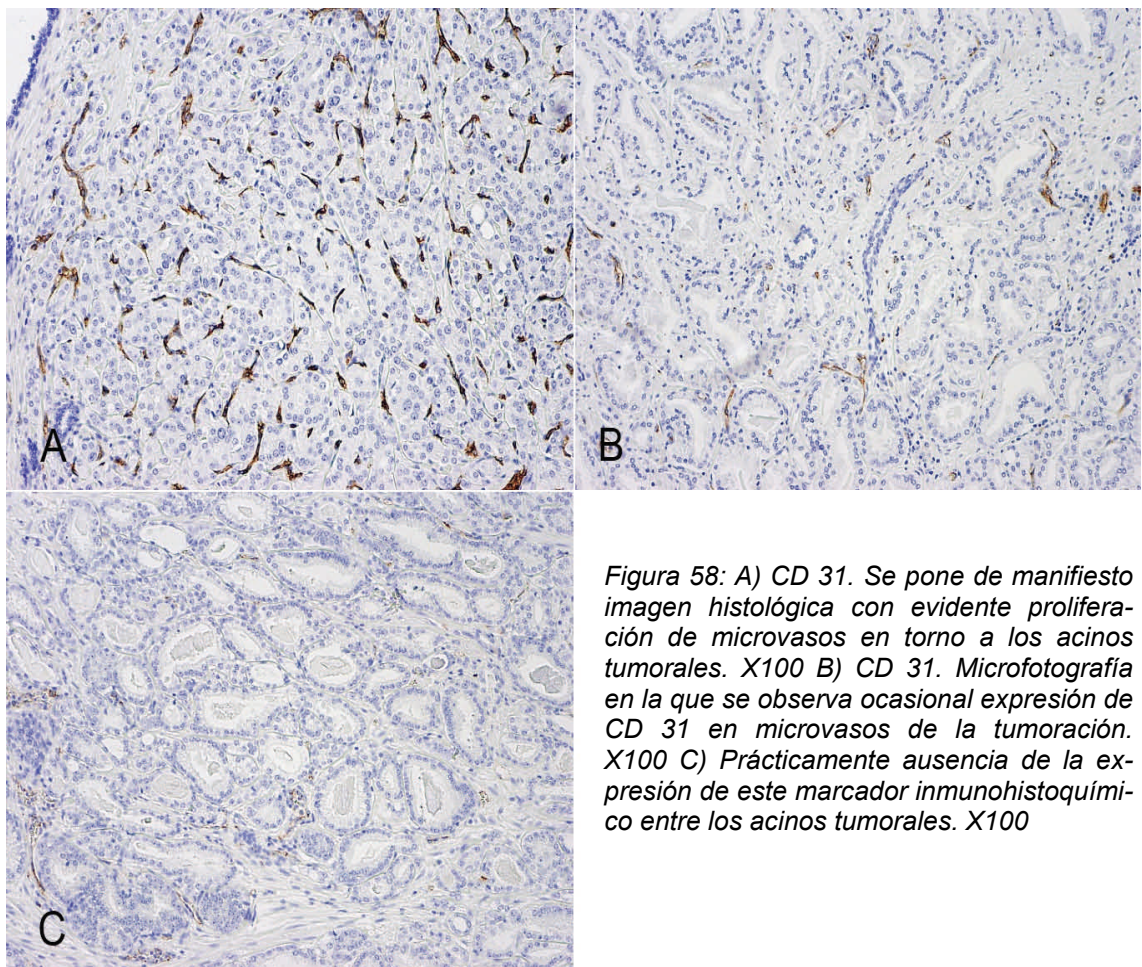 A
B
C
Figura 58: A) CD 31. Se pone de manifiesto
imagen histológica con evidente prolifera-
ción de microvasos en torno a los acinos
tumorales. X100 B) CD 31. Microfotografía
en la que se observa ocasional expresión de
CD 31 en microvasos de la tumoración.
X100 C) Prácticamente ausencia de la ex-
presión de este marcador inmunohistoquími-
co entre los acinos tumorales. X100